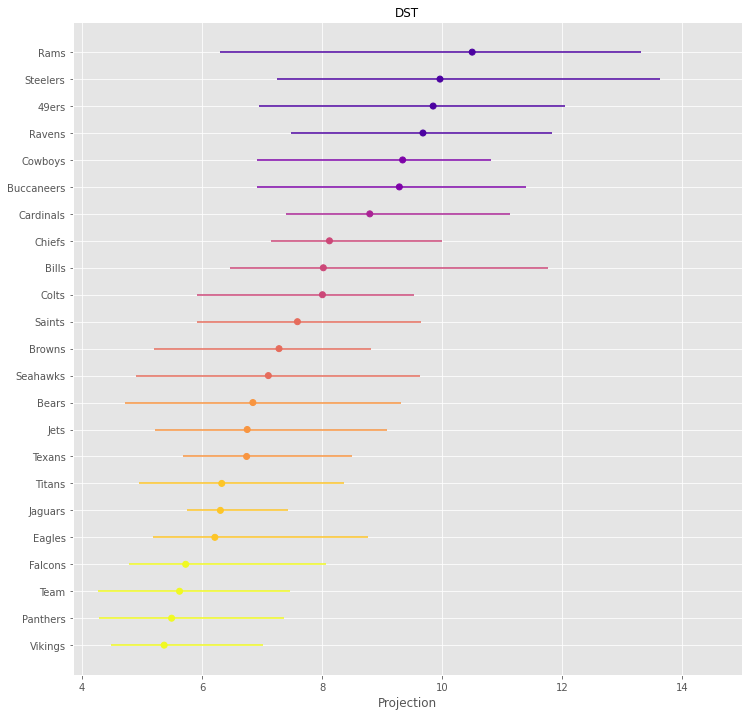 DST
Rams
Steelers
49ers
Ravens
Cowboys
Buccaneers
Cardinals
Chiefs
Bills
Colts
Saints
Browns
Seahawks
Bears
Jets
Texans
Titans
Jaguars
Eagles
Falcons
Team
Panthers
Vikings
4 6 8 10 12 14
Projection